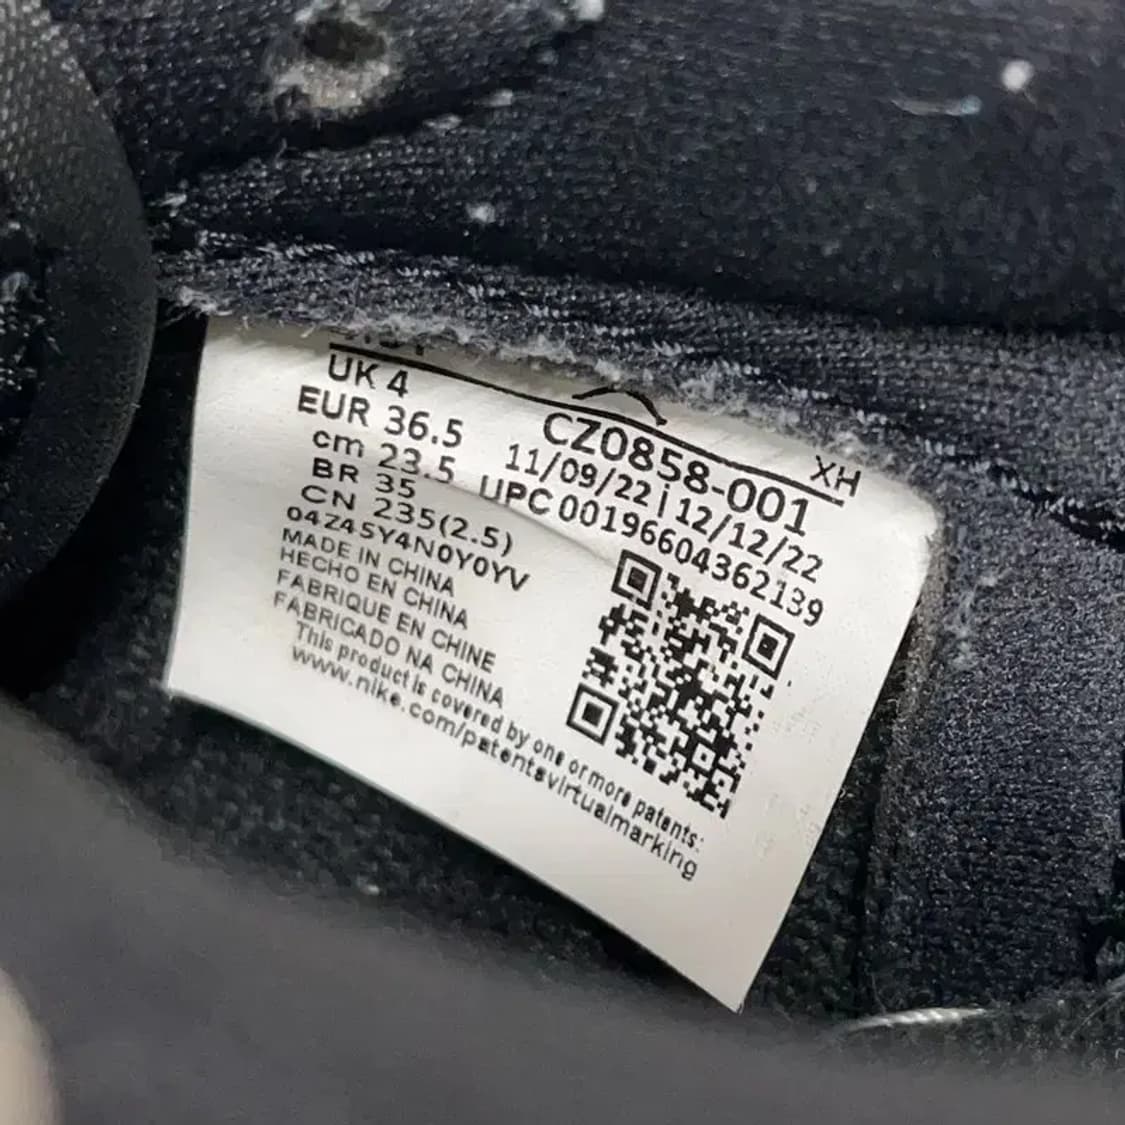 UK 4
EUR 36.5
cm 23.5
BR 35
CN 235(2.5)
04Z4SY4N0Y0YV
MADE IN CHINA
HECHO EN CHINA
FABRIQUE EN CHINE
FABRICADO NA CHINA
This product is covered by one or more patents:
www.nike.com/patentsvirtualmarking
XH
CZ0858-001
11/09/22 i 12/12/22
UPC 00196604362139